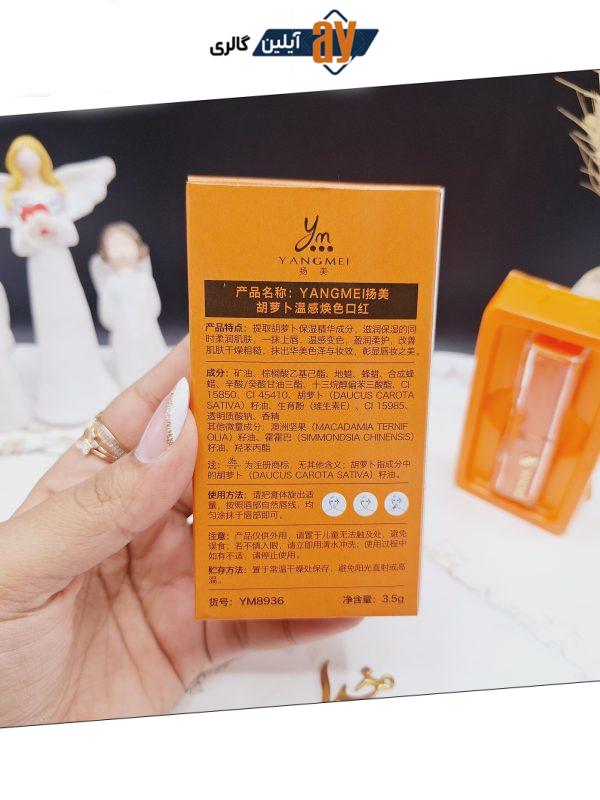 آیلین گالری ay
ym
YANGMEI
扬 美
产品名称：YANGMEI扬美
胡萝卜温感焕色口红
产品特点：提取胡萝卜保湿精华成分，滋润保湿的同
时柔润肌肤，一抹上唇，温感变色，盈润柔护，改善
肌肤干燥粗糙，抹出华美色泽与妆效，彰显唇妆之美。
成分：矿油、棕榈酸乙基己酯、地蜡、蜂蜡、合成蜂
蜡、辛酸/癸酸甘油三酯、十三烷醇偏苯三酸酯、CI
15850、CI 45410、胡萝卜（DAUCUS CAROTA
SATIVA）籽油、生育酚（维生素E）、CI 15985、
透明质酸钠、香精
其他微量成分：澳洲坚果（MACADAMIA TERNIF
OLIA）籽油、霍霍巴（SIMMONDSIA CHINENSIS）
籽油、羟苯丙酯
注：ym为注册商标，无其他含义；胡萝卜指成分中
的胡萝卜（DAUCUS CAROTA SATIVA）籽油。
使用方法：请把膏体旋出适
量，按照唇部自然唇线，均
匀涂抹于唇部即可。
注意：产品仅供外用，请置于儿童无法触及处，避免
误食；若不慎入眼，请立即用清水冲洗；使用过程中
如有不适，请停止使用。
贮存方法：置于常温干燥处保存，避免阳光直射或高
温。
货号：YM8936 净含量：3.5g